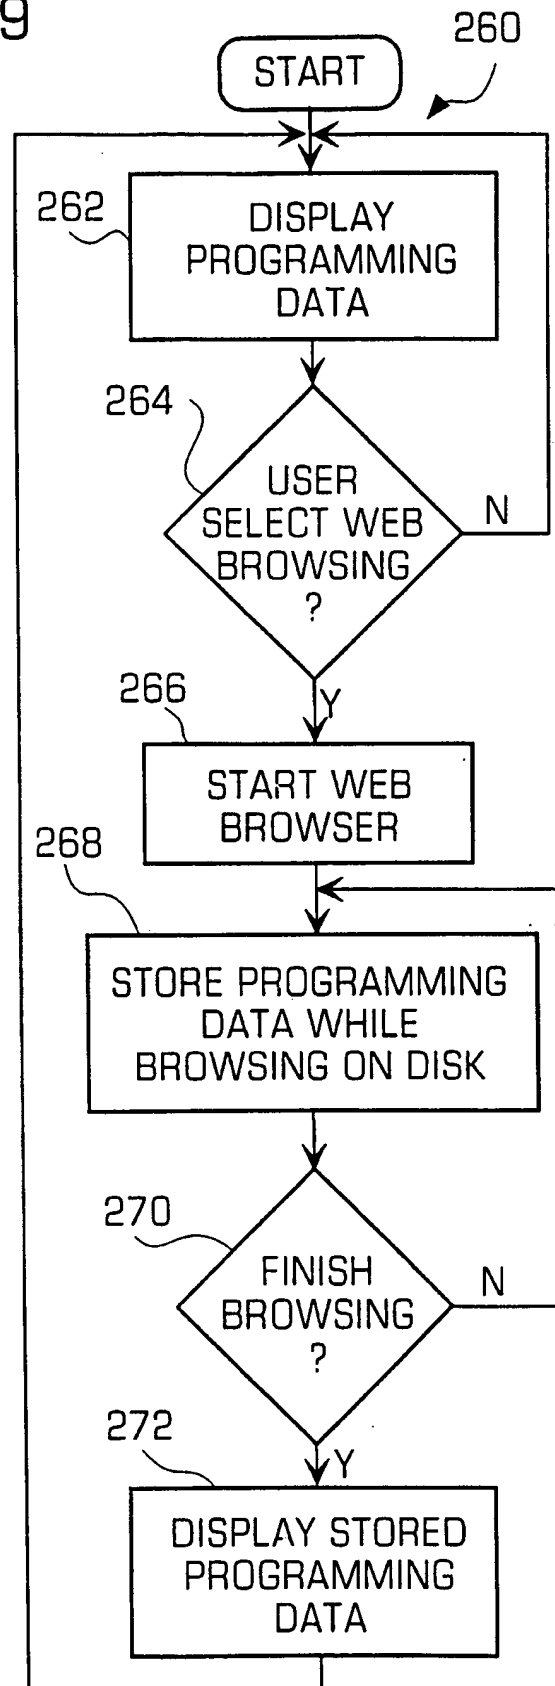 9
260
START
262
DISPLAY
PROGRAMMING
DATA
264
USER
SELECT WEB
BROWSING
?
N
Y
266
START WEB
BROWSER
268
STORE PROGRAMMING
DATA WHILE
BROWSING ON DISK
270
FINISH
BROWSING
?
N
Y
272
DISPLAY STORED
PROGRAMMING
DATA